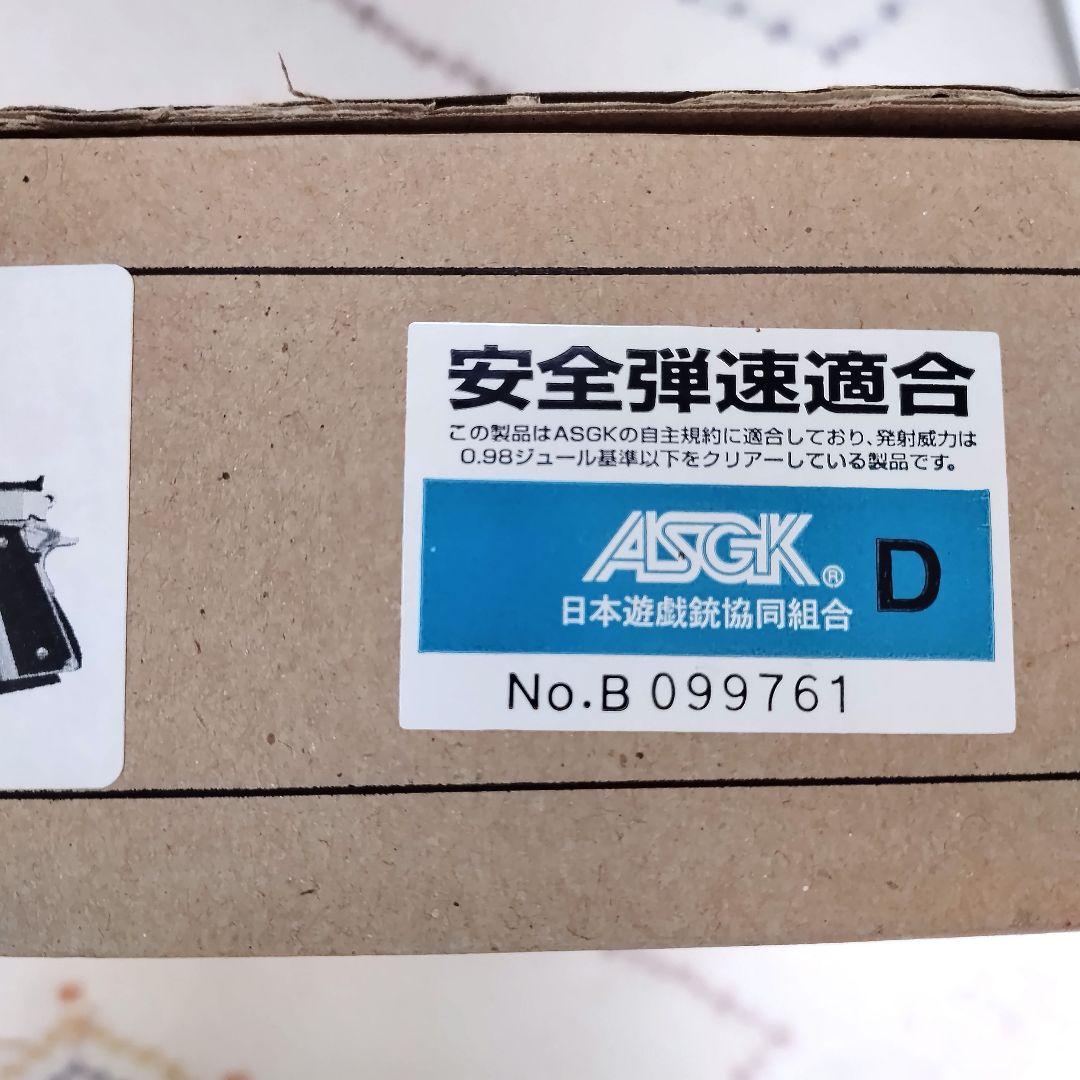 安全弾速適合
この製品はASGKの自主規約に適合しており、発射威力は
0.98ジュール基準以下をクリアーしている製品です。
ASGK® D
日本遊戯銃協同組合
No.B 099761